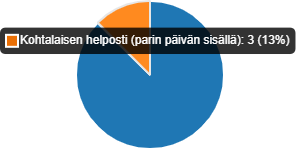 Kohtalaisen helposti (parin päivän sisällä): 3 (13%)